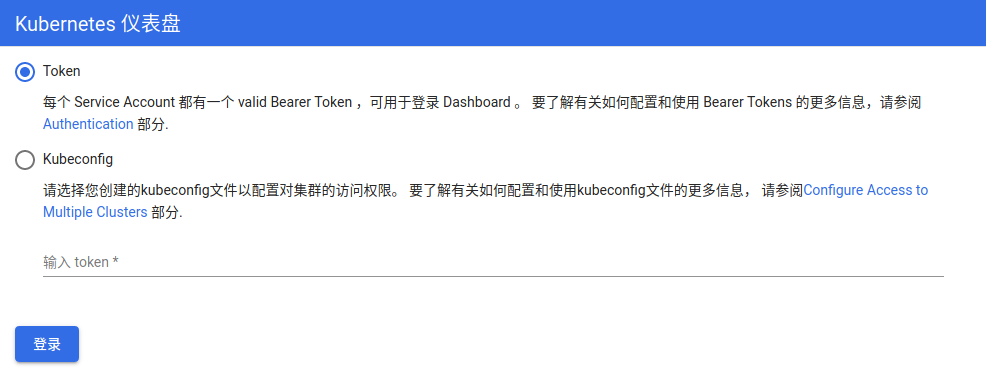 Kubernetes 仪表盘
Token
每个 Service Account 都有一个 valid Bearer Token ，可用于登录 Dashboard 。 要了解有关如何配置和使用 Bearer Tokens 的更多信息，请参阅
Authentication 部分.
Kubeconfig
请选择您创建的kubeconfig文件以配置对集群的访问权限。 要了解有关如何配置和使用kubeconfig文件的更多信息， 请参阅Configure Access to
Multiple Clusters 部分.
输入 token *
登录